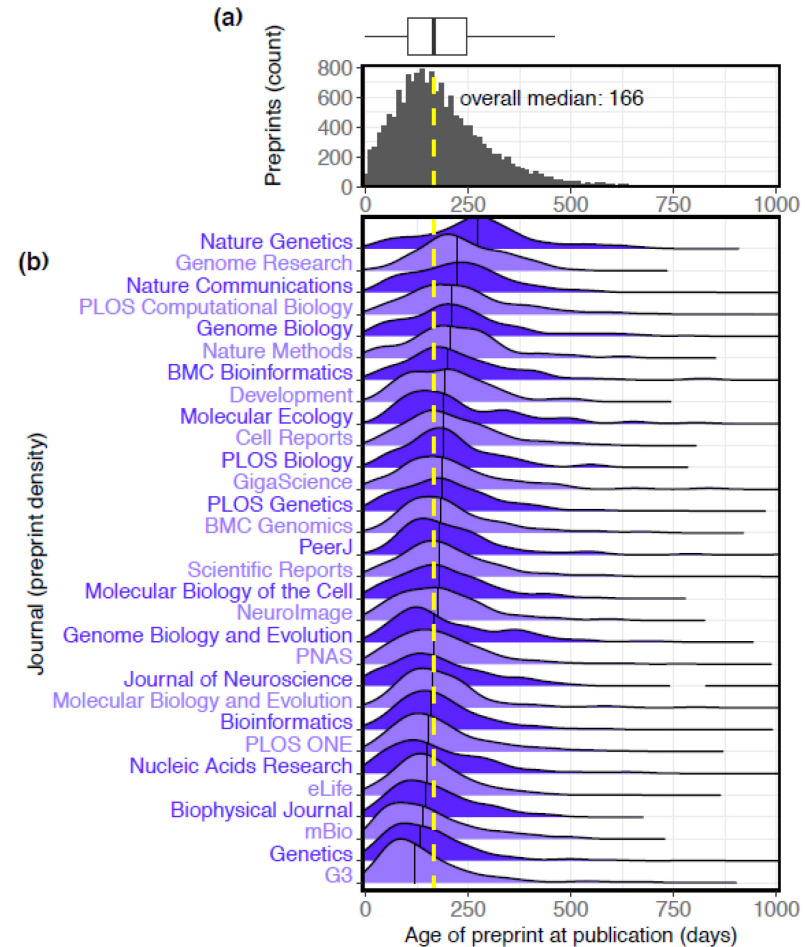 (a)
Preprints (count)
800
600
400
200
0
overall median: 166
0 250 500 750 1000
(b)
Journal (preprint density)
Nature Genetics
Genome Research
Nature Communications
PLOS Computational Biology
Genome Biology
Nature Methods
BMC Bioinformatics
Development
Molecular Ecology
Cell Reports
PLOS Biology
GigaScience
PLOS Genetics
BMC Genomics
PeerJ
Scientific Reports
Molecular Biology of the Cell
NeuroImage
Genome Biology and Evolution
PNAS
Journal of Neuroscience
Molecular Biology and Evolution
Bioinformatics
PLOS ONE
Nucleic Acids Research
eLife
Biophysical Journal
mBio
Genetics
G3
0 250 500 750 1000
Age of preprint at publication (days)